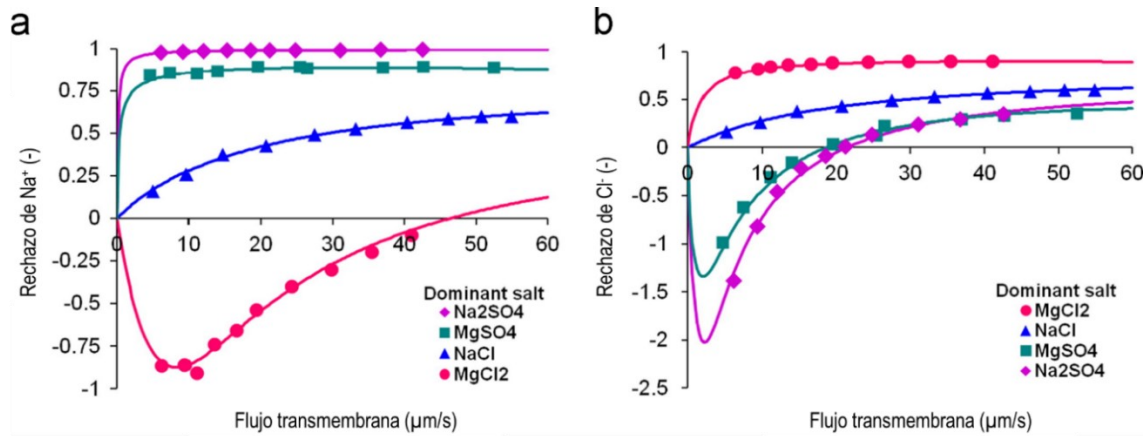 a
1
0.75
0.5
0.25
0
-0.25
-0.5
-0.75
-1
0 10 20 30 40 50 60
Rechazo de Na⁺ (-)
Flujo transmembrana (µm/s)
Dominant salt
Na2SO4
MgSO4
NaCl
MgCl2
b
1
0.5
0
-0.5
-1
-1.5
-2
-2.5
0 10 20 30 40 50 60
Rechazo de Cl⁻ (-)
Flujo transmembrana (µm/s)
Dominant salt
MgCl2
NaCl
MgSO4
Na2SO4